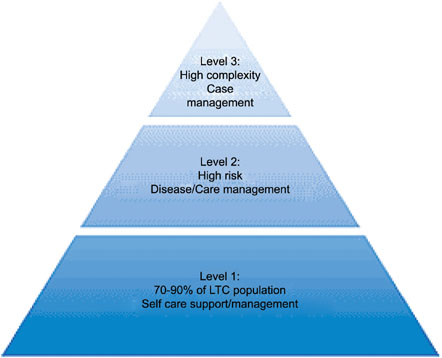 Level 3:
High complexity
Case
management
Level 2:
High risk
Disease/Care management
Level 1:
70-90% of LTC population
Self care support/management